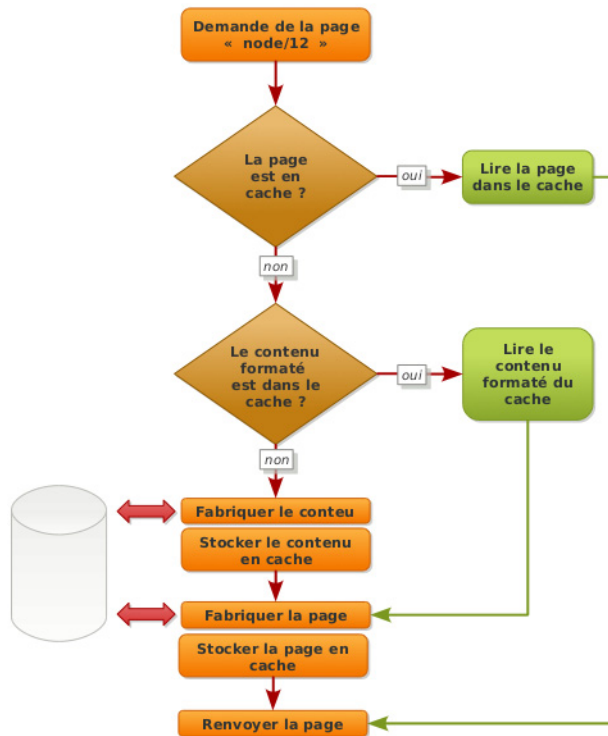 Demande de la page
« node/12 »
La page
est en
cache ?
oui
Lire la page
dans le cache
non
Le contenu
formaté
est dans le
cache ?
oui
Lire le
contenu
formaté du
cache
non
Fabriquer le conteu
Stocker le contenu
en cache
Fabriquer la page
Stocker la page en
cache
Renvoyer la page